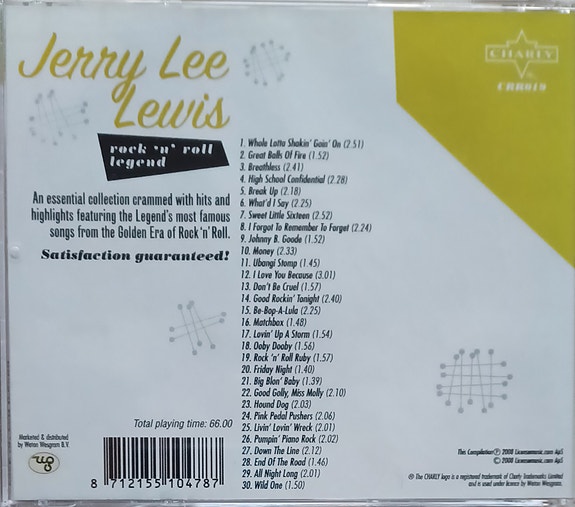 Jerry Lee
Lewis
rock 'n' roll
legend
An essential collection crammed with hits and
highlights featuring the Legend's most famous
songs from the Golden Era of Rock 'n' Roll.
Satisfaction guaranteed!
CHARLY
CRR019
1. Whole Lotta Shakin' Goin' On (2.51)
2. Great Balls Of Fire (1.52)
3. Breathless (2.41)
4. High School Confidential (2.28)
5. Break Up (2.18)
6. What'd I Say (2.25)
7. Sweet Little Sixteen (2.52)
8. I Forgot To Remember To Forget (2.24)
9. Johnny B. Goode (1.52)
10. Money (2.33)
11. Ubangi Stomp (1.45)
12. I Love You Because (3.01)
13. Don't Be Cruel (1.57)
14. Good Rockin' Tonight (2.40)
15. Be-Bop-A-Lula (2.25)
16. Matchbox (1.48)
17. Lovin' Up A Storm (1.54)
18. Ooby Dooby (1.56)
19. Rock 'n' Roll Ruby (1.57)
20. Friday Night (1.40)
21. Big Blon' Baby (1.39)
22. Good Golly, Miss Molly (2.10)
23. Hound Dog (2.03)
24. Pink Pedal Pushers (2.06)
25. Livin' Lovin' Wreck (2.01)
26. Pumpin' Piano Rock (2.02)
27. Down The Line (2.12)
28. End Of The Road (1.46)
29. All Night Long (2.01)
30. Wild One (1.50)
Total playing time: 66.00
Marketed & distributed
by Weton Wesgram B.V.
8 712155 104787
This Compilation ℗ 2008 Licensemusic.com ApS
© 2008 Licensemusic.com ApS
® The CHARLY logo is a registered trademark of Charly Trademarks Limited
and is used under licence by Weton Wesgram.